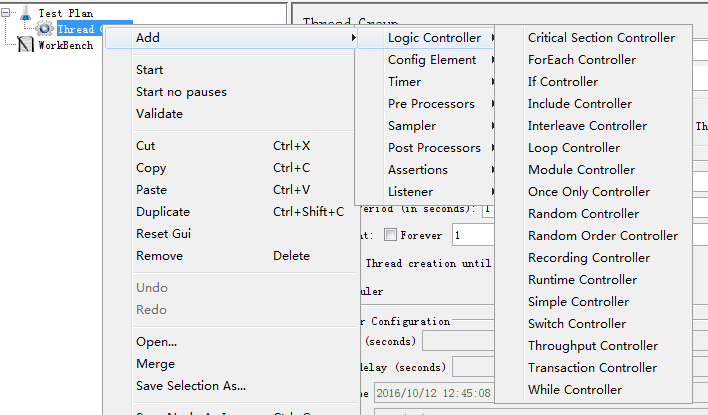 Test Plan
Thread
WorkBench
Add
Start
Start no pauses
Validate
Cut Ctrl+X
Copy Ctrl+C
Paste Ctrl+V
Duplicate Ctrl+Shift+C
Reset Gui
Remove Delete
Undo
Redo
Open...
Merge
Save Selection As...
Logic Controller
Config Element
Timer
Pre Processors
Sampler
Post Processors
Assertions
Listener
Critical Section Controller
ForEach Controller
If Controller
Include Controller
Interleave Controller
Loop Controller
Module Controller
Once Only Controller
Random Controller
Random Order Controller
Recording Controller
Runtime Controller
Simple Controller
Switch Controller
Throughput Controller
Transaction Controller
While Controller
Thread Group
Th
Period (in seconds): 1
nt: Forever 1
Thread creation until
uler
r Configuration
(seconds)
delay (seconds)
me 2016/10/12 12:45:08